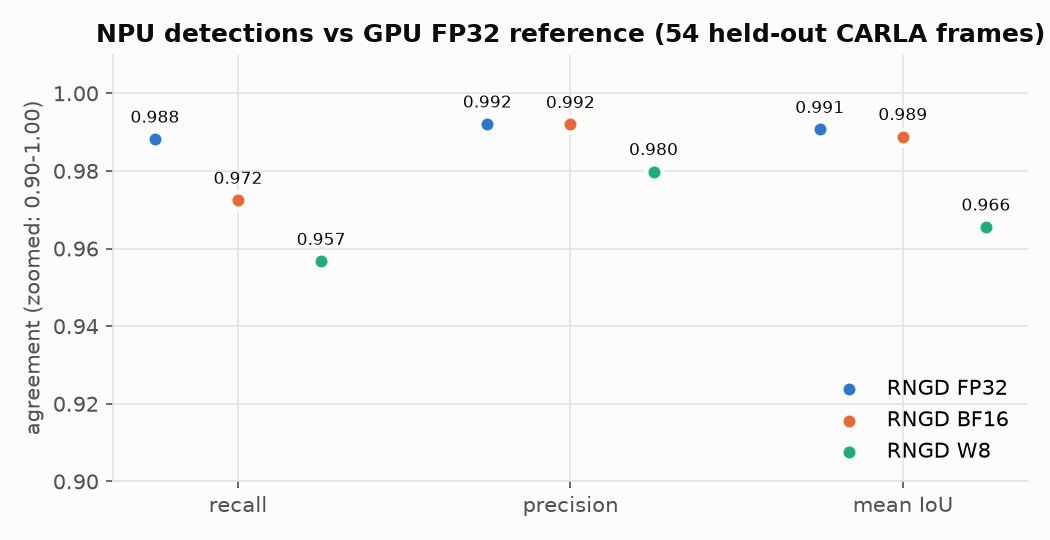 NPU detections vs GPU FP32 reference (54 held-out CARLA frames)
agreement (zoomed: 0.90-1.00)
1.00
0.98
0.96
0.94
0.92
0.90
0.988
0.972
0.957
0.992
0.992
0.980
0.991
0.989
0.966
RNGD FP32
RNGD BF16
RNGD W8
recall
precision
mean IoU